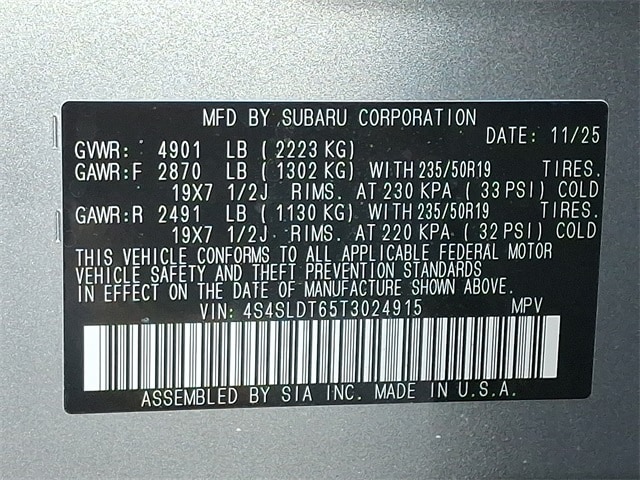 MFD BY SUBARU CORPORATION
DATE: 11/25
GVWR: 4901 LB ( 2223 KG)
GAWR:F 2870 LB ( 1302 KG) WITH 235/50R19 TIRES.
19X7 1/2J RIMS. AT 230 KPA ( 33 PSI) COLD
GAWR:R 2491 LB ( 1130 KG) WITH 235/50R19 TIRES.
19X7 1/2J RIMS. AT 220 KPA ( 32 PSI) COLD
THIS VEHICLE CONFORMS TO ALL APPLICABLE FEDERAL MOTOR
VEHICLE SAFETY AND THEFT PREVENTION STANDARDS
IN EFFECT ON THE DATE OF MANUFACTURE SHOWN ABOVE.
VIN: 4S4SLDT65T3024915 MPV
ASSEMBLED BY SIA INC. MADE IN U.S.A.